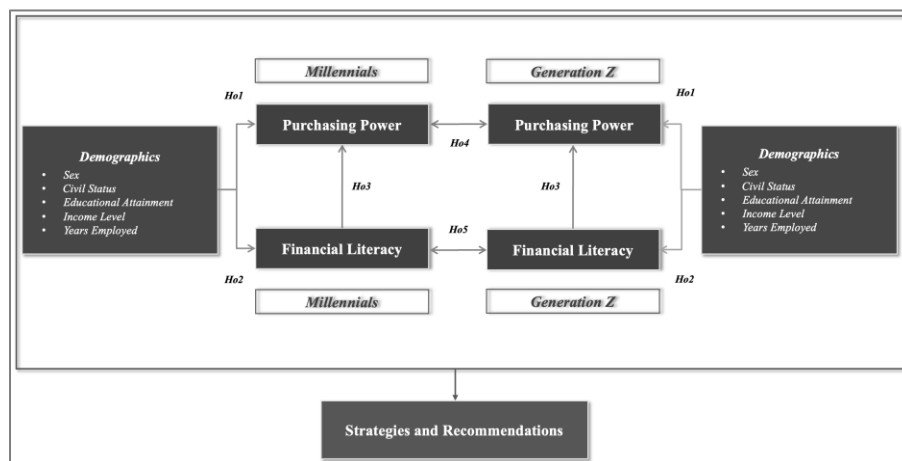 Millennials
Generation Z
Ho1
Ho1
Purchasing Power
Purchasing Power
Ho4
Demographics
• Sex
• Civil Status
• Educational Attainment
• Income Level
• Years Employed
Ho3
Ho3
Demographics
• Sex
• Civil Status
• Educational Attainment
• Income Level
• Years Employed
Ho5
Financial Literacy
Financial Literacy
Ho2
Ho2
Millennials
Generation Z
Strategies and Recommendations